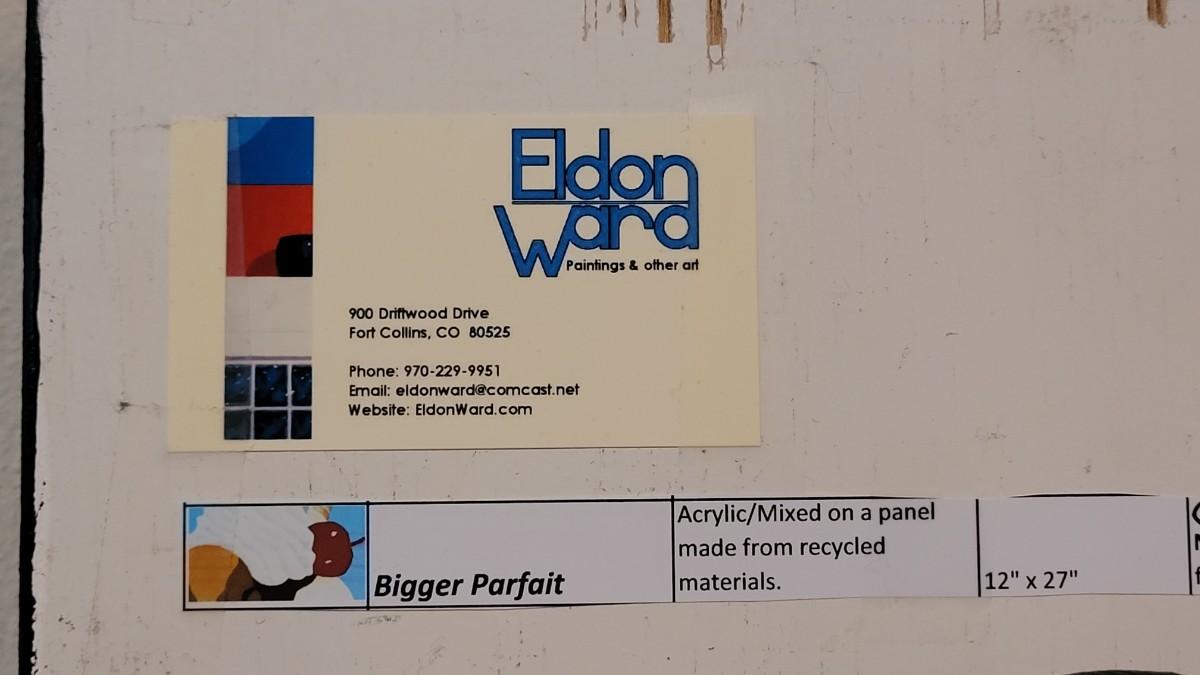 Eldon
Ward
Paintings & other art
900 Driftwood Drive
Fort Collins, CO 80525
Phone: 970-229-9951
Email: eldonward@comcast.net
Website: EldonWard.com
Bigger Parfait
Acrylic/Mixed on a panel
made from recycled
materials.
12" x 27"